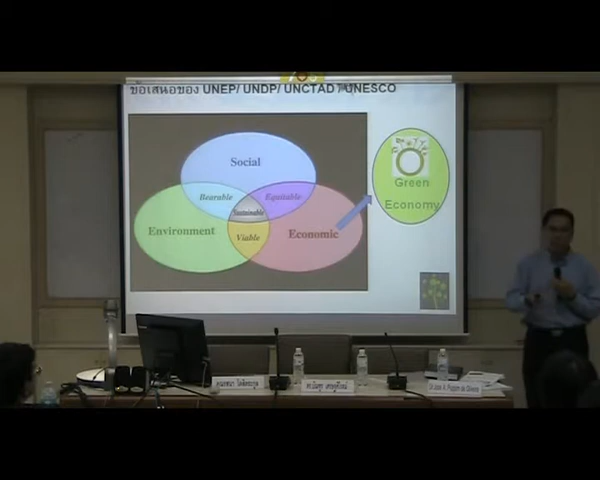 ข้อเสนอของ UNEP/ UNDP/ UNCTAD / UNESCO
Social
Bearable
Equitable
Sustainable
Environment
Economic
Viable
Green
Economy